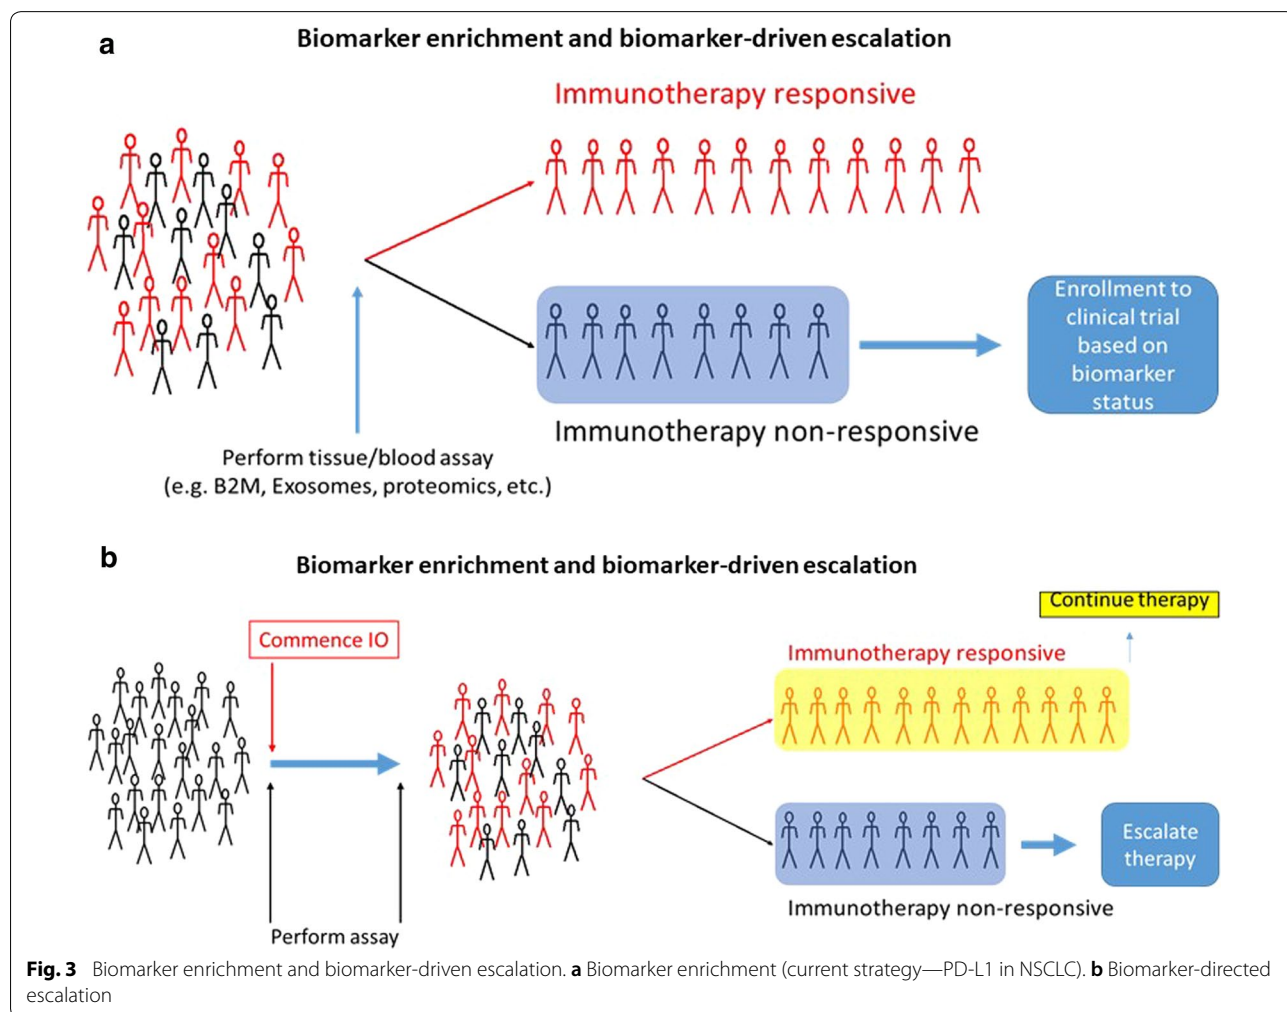 a
Biomarker enrichment and biomarker-driven escalation
Immunotherapy responsive
Enrollment to
clinical trial
based on
biomarker
status
Immunotherapy non-responsive
Perform tissue/blood assay
(e.g. B2M, Exosomes, proteomics, etc.)
b
Biomarker enrichment and biomarker-driven escalation
Continue therapy
Commence IO
Immunotherapy responsive
Escalate
therapy
Immunotherapy non-responsive
Perform assay
Fig. 3 Biomarker enrichment and biomarker-driven escalation. a Biomarker enrichment (current strategy—PD-L1 in NSCLC). b Biomarker-directed
escalation